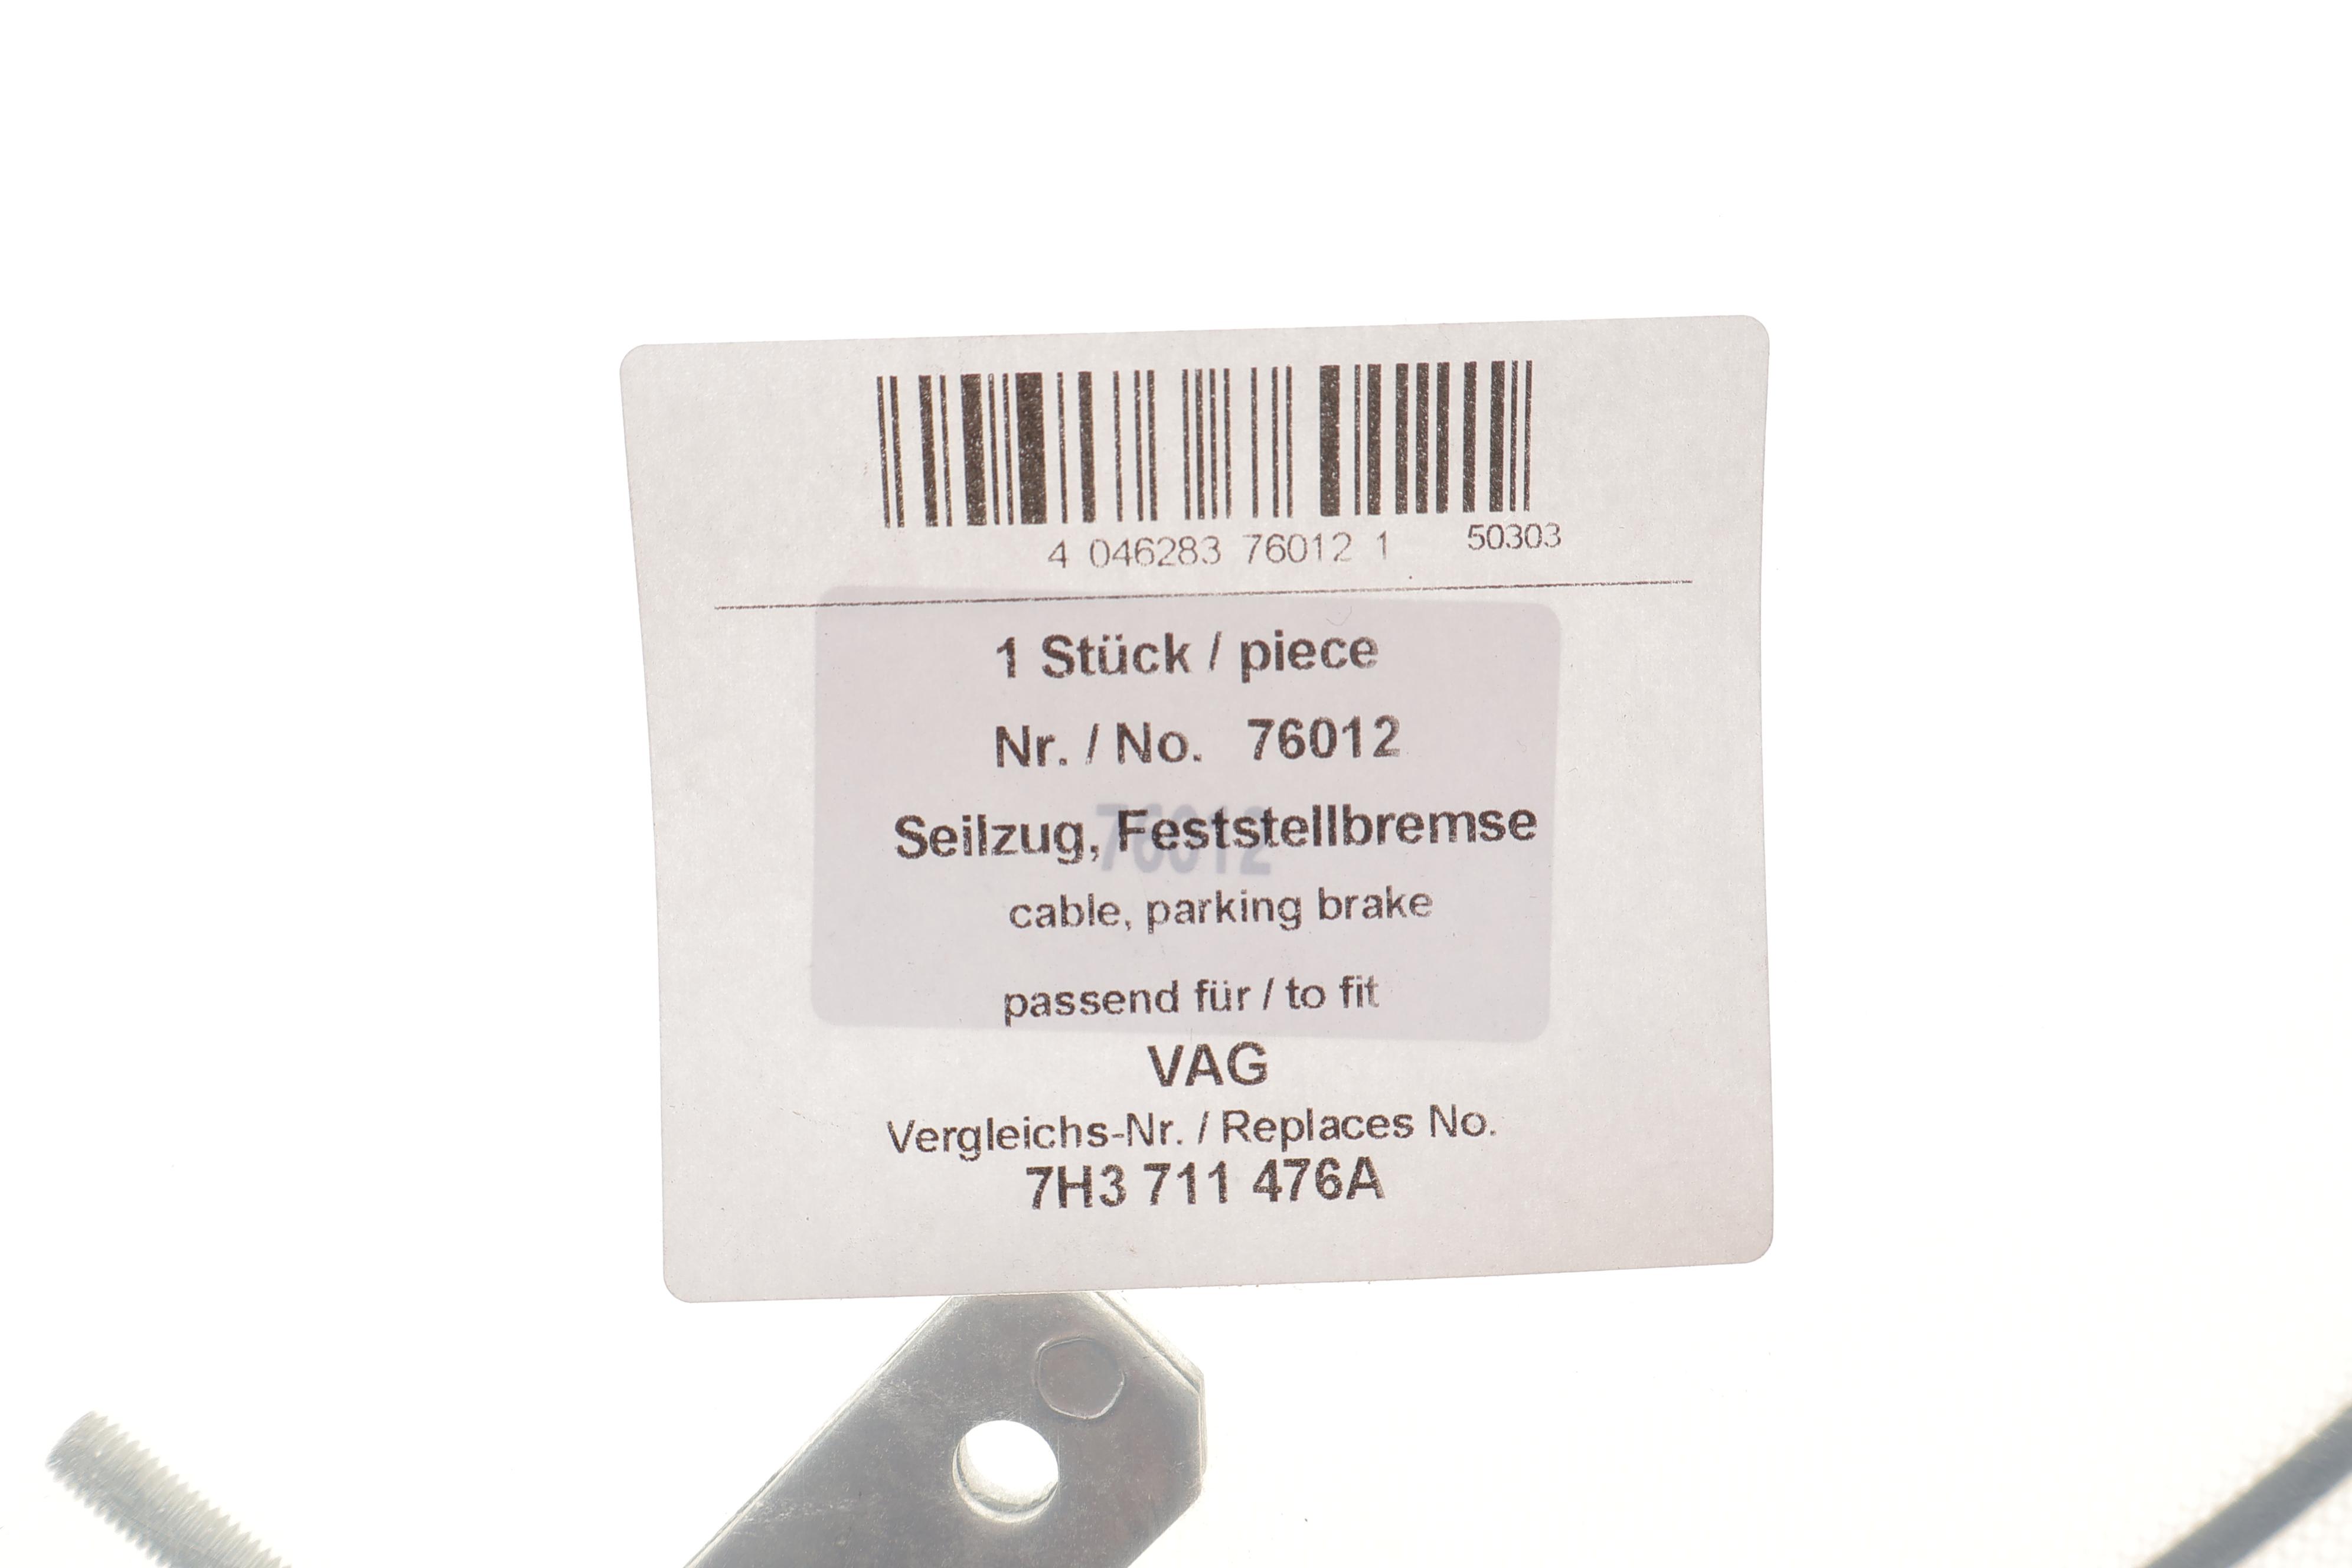 4 046283 76012 1 50303
1 Stück / piece
Nr. / No. 76012
Seilzug, Feststellbremse
76012
cable, parking brake
passend für / to fit
VAG
Vergleichs-Nr. / Replaces No.
7H3 711 476A